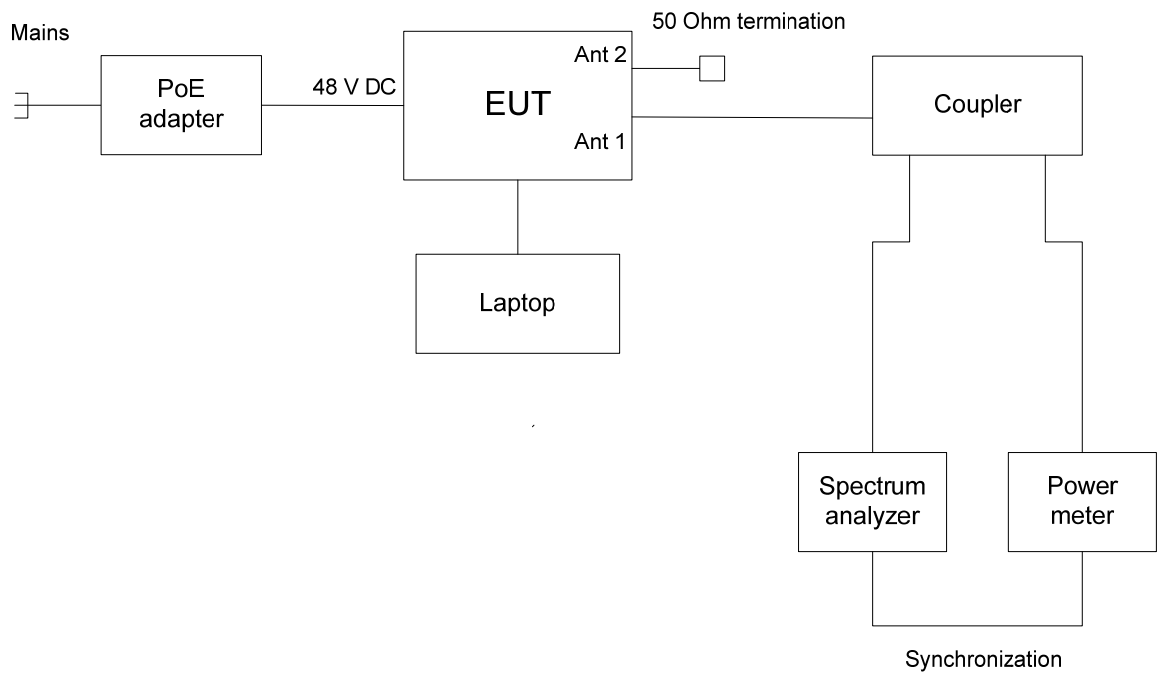 Mains
50 Ohm termination
PoE
adapter
48 V DC
EUT
Ant 2
Ant 1
Coupler
Laptop
Spectrum
analyzer
Power
meter
Synchronization